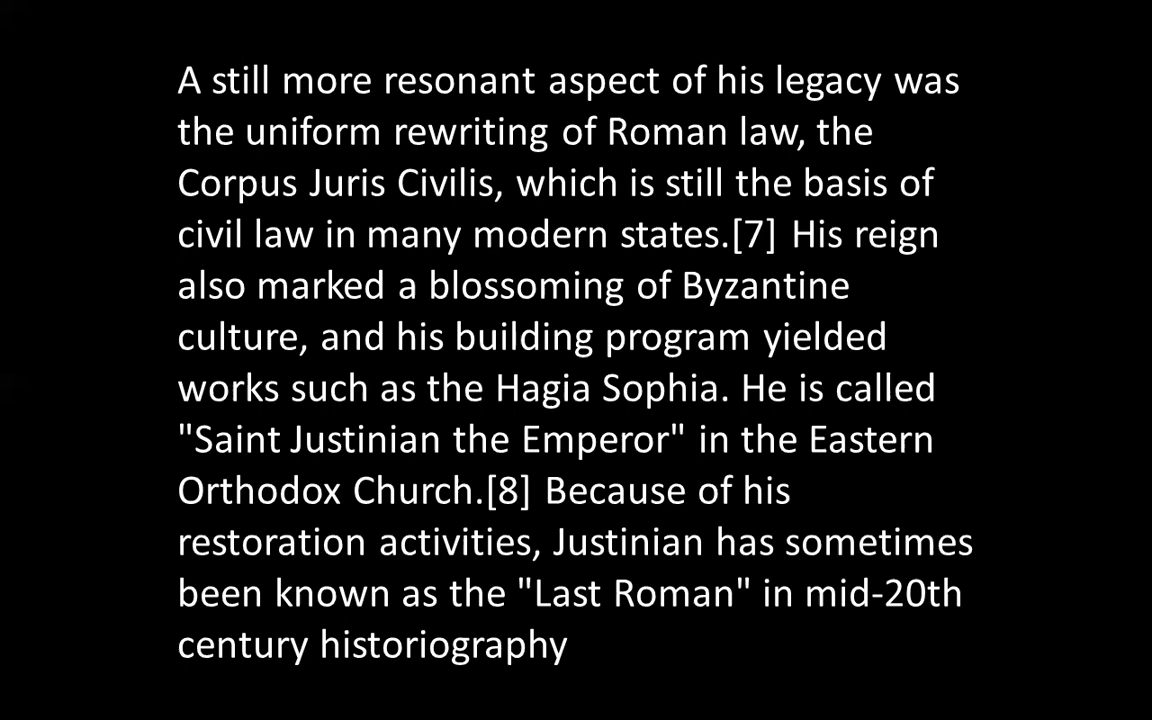 A still more resonant aspect of his legacy was
the uniform rewriting of Roman law, the
Corpus Juris Civilis, which is still the basis of
civil law in many modern states.[7] His reign
also marked a blossoming of Byzantine
culture, and his building program yielded
works such as the Hagia Sophia. He is called
"Saint Justinian the Emperor" in the Eastern
Orthodox Church.[8] Because of his
restoration activities, Justinian has sometimes
been known as the "Last Roman" in mid-20th
century historiography